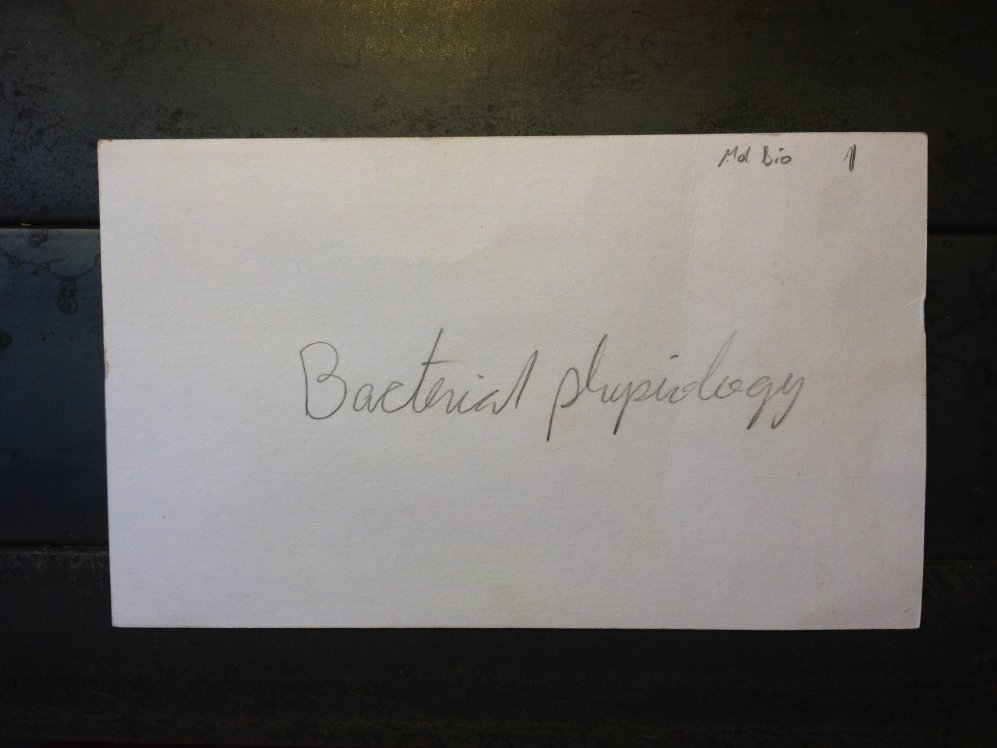 Mol Bio 1
Bacterial physiology